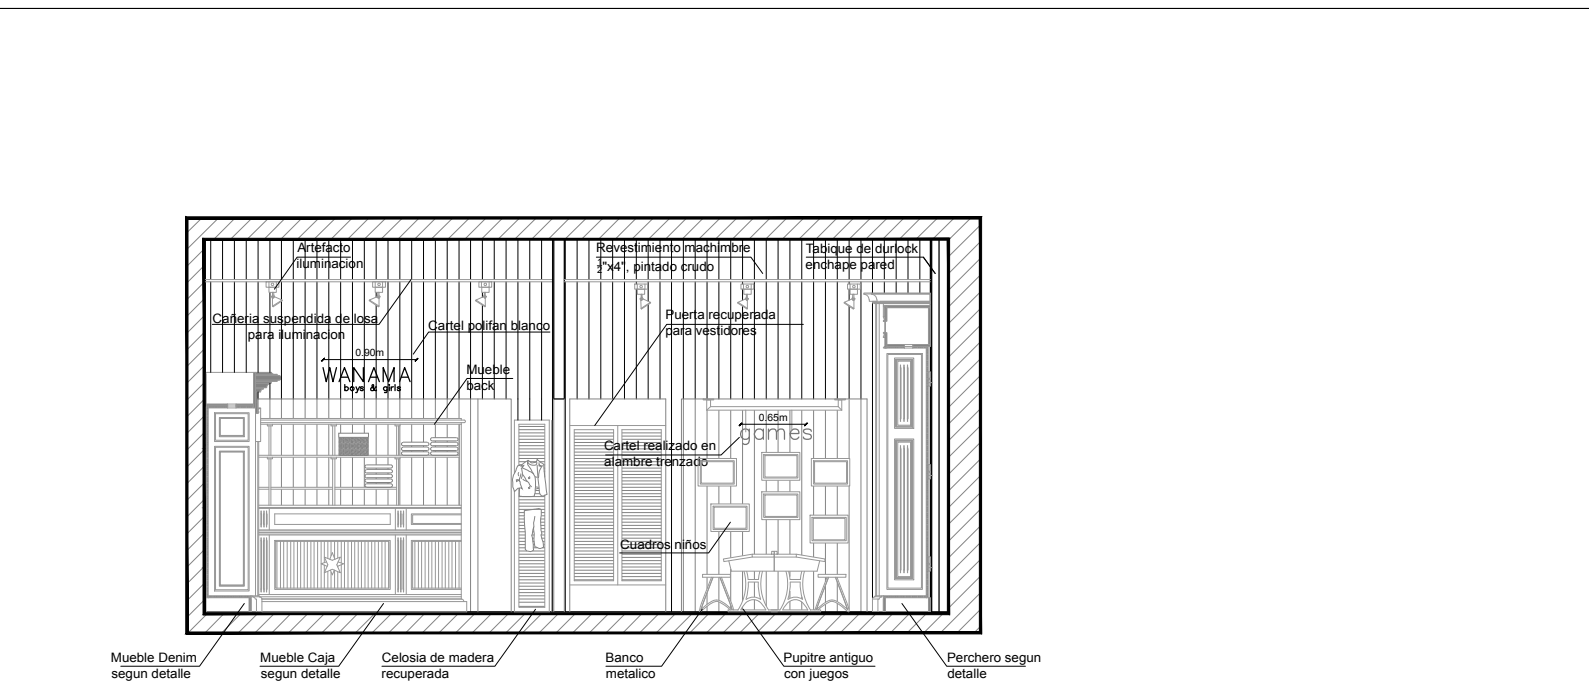 Artefacto
iluminacion
Revestimiento machimbre
1/2"x4", pintado crudo
Tabique de durlock
enchape pared
Cañeria suspendida de losa
para iluminacion
Cartel polifan blanco
Puerta recuperada
para vestidores
0.90m
WANAMA
boys & girls
Mueble
back
0.65m
games
Cartel realizado en
alambre trenzado
Cuadros niños
Mueble Denim
segun detalle
Mueble Caja
segun detalle
Celosia de madera
recuperada
Banco
metalico
Pupitre antiguo
con juegos
Perchero segun
detalle